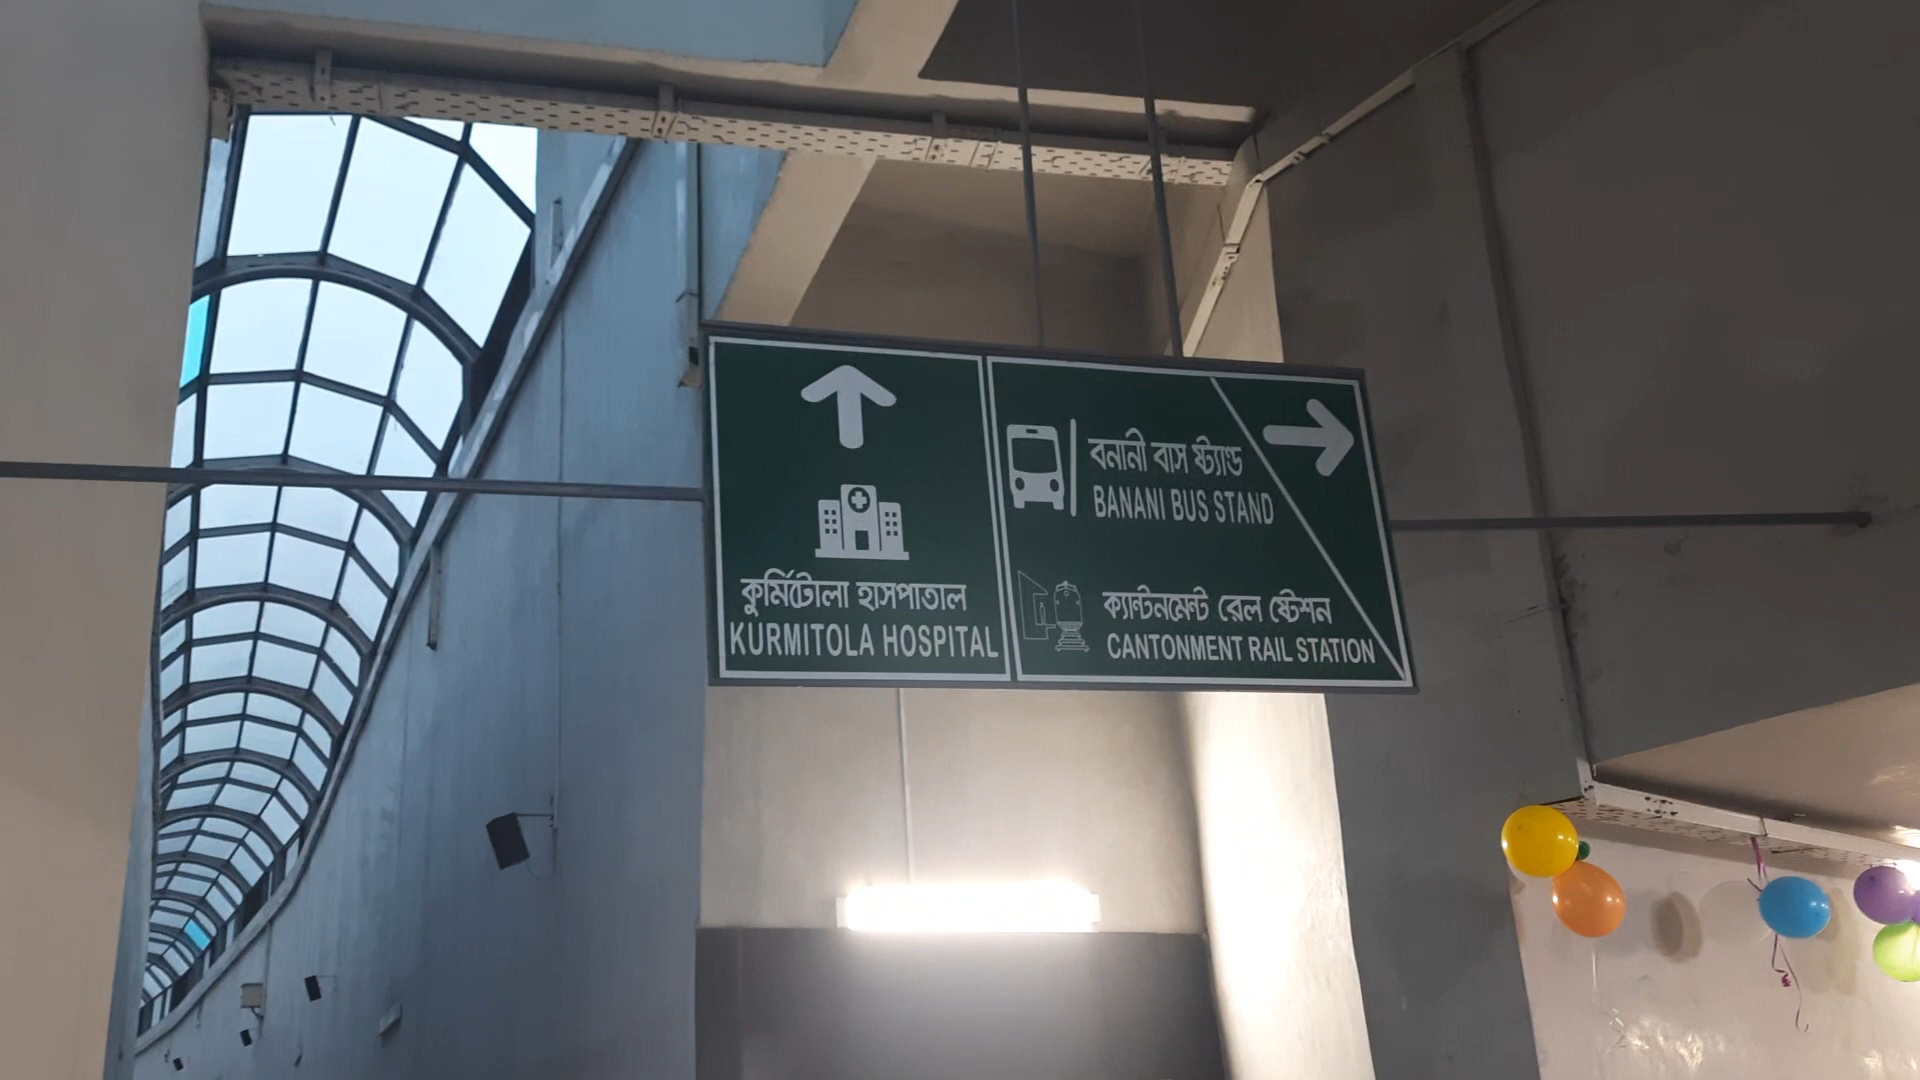 কুর্মিটোলা হাসপাতাল
KURMITOLA HOSPITAL
বনানী বাস ষ্ট্যান্ড
BANANI BUS STAND
ক্যান্টনমেন্ট রেল ষ্টেশন
CANTONMENT RAIL STATION